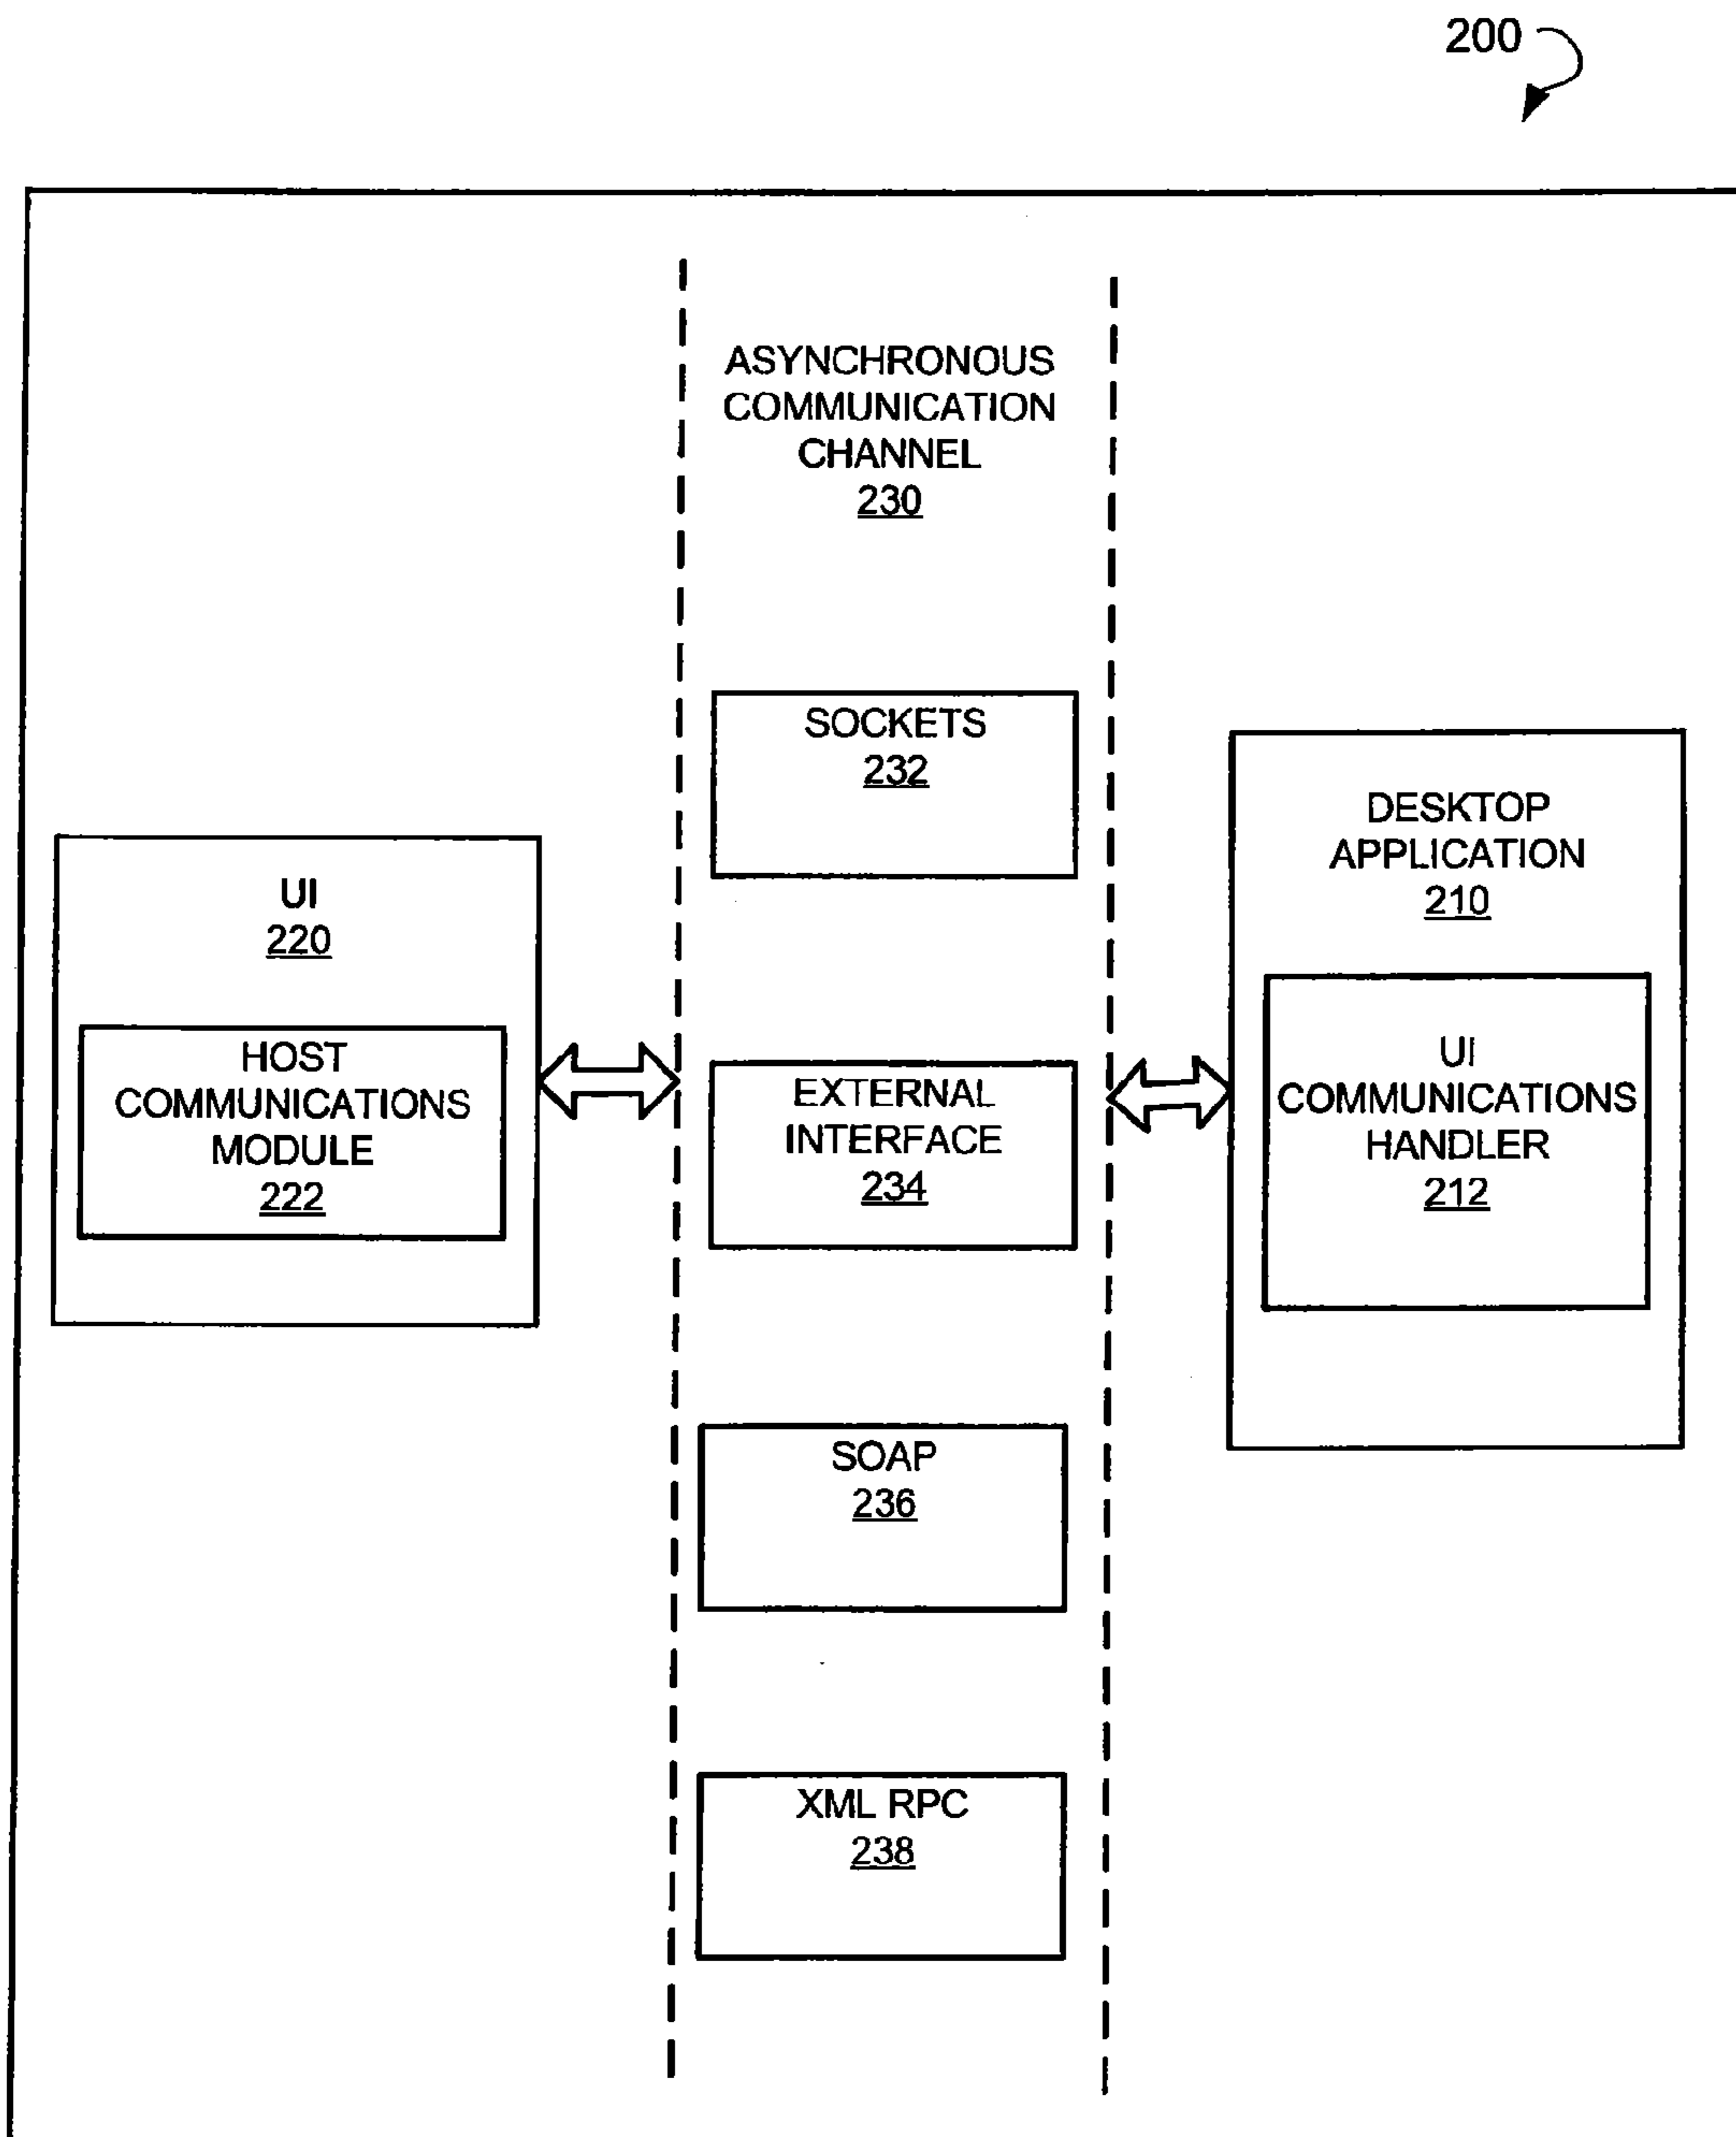 200
ASYNCHRONOUS
COMMUNICATION
CHANNEL
230
SOCKETS
232
EXTERNAL
INTERFACE
234
SOAP
236
XML RPC
238
UI
220
HOST
COMMUNICATIONS
MODULE
222
DESKTOP
APPLICATION
210
UI
COMMUNICATIONS
HANDLER
212